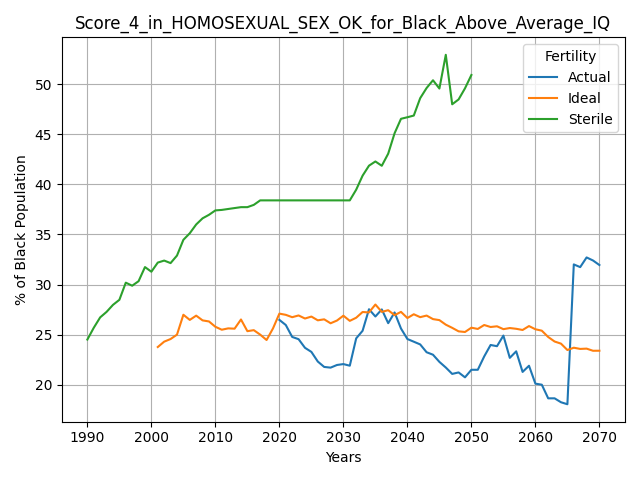 Score_4_in_HOMOSEXUAL_SEX_OK_for_Black_Above_Average_IQ
Fertility
Actual
Ideal
Sterile
% of Black Population
50
45
40
35
30
25
20
1990
2000
2010
2020
2030
2040
2050
2060
2070
Years